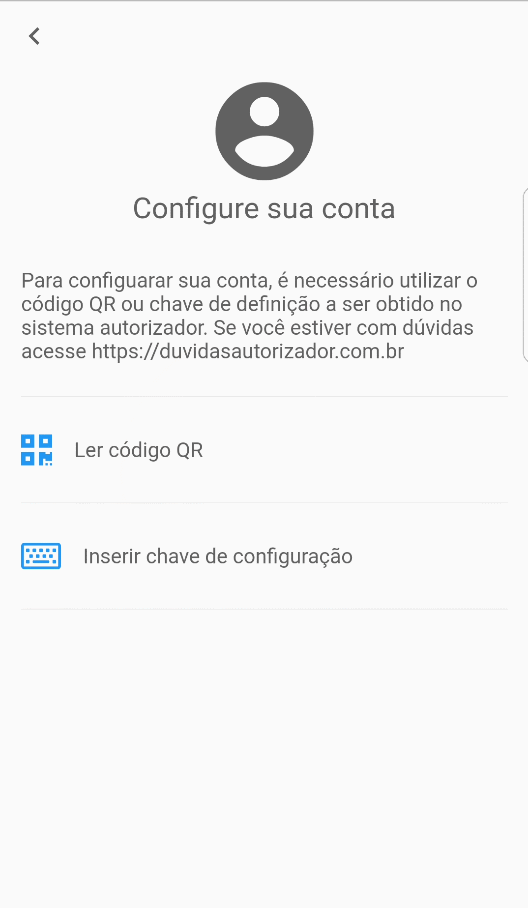 Configure sua conta
Para configuarar sua conta, é necessário utilizar o
código QR ou chave de definição a ser obtido no
sistema autorizador. Se você estiver com dúvidas
acesse https://duvidasautorizador.com.br
Ler código QR
Inserir chave de configuração